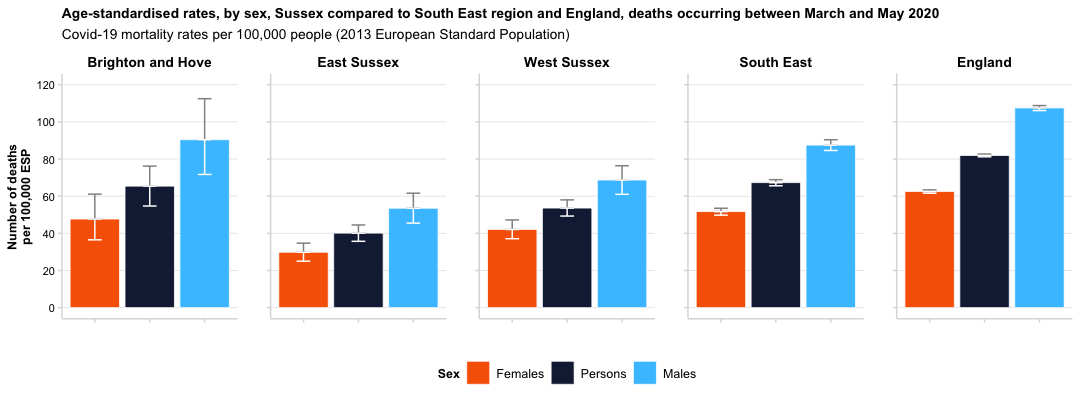 Age-standardised rates, by sex, Sussex compared to South East region and England, deaths occurring between March and May 2020
Covid-19 mortality rates per 100,000 people (2013 European Standard Population)
Brighton and Hove
East Sussex
West Sussex
South East
England
Number of deaths
per 100,000 ESP
120
100
80
60
40
20
0
Sex
Females
Persons
Males